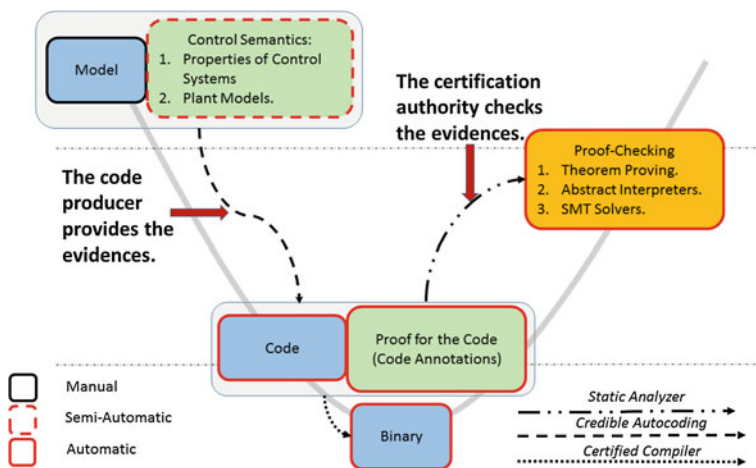 Model
Control Semantics:
1. Properties of Control
Systems
2. Plant Models.
The certification
authority checks
the evidences.
Proof-Checking
1. Theorem Proving.
2. Abstract Interpreters.
3. SMT Solvers.
The code
producer
provides the
evidences.
Code
Proof for the Code
(Code Annotations)
Binary
Manual
Semi-Automatic
Automatic
Static Analyzer
Credible Autocoding
Certified Compiler